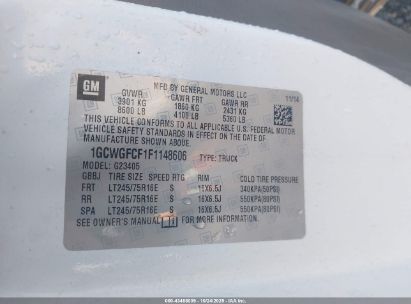 GM
MFD BY GENERAL MOTORS LLC
11/14
GVWR GAWR FRT GAWR RR
3901 KG 1860 KG 2431 KG
8600 LB 4100 LB 5360 LB
THIS VEHICLE CONFORMS TO ALL APPLICABLE U.S. FEDERAL MOTOR
VEHICLE SAFETY STANDARDS IN EFFECT ON THE DATE OF
MANUFACTURE SHOWN ABOVE.
1GCWGFCF1F1148606 TYPE: TRUCK
MODEL: G23405
GBBJ TIRE SIZE SPEED RTG RIM COLD TIRE PRESSURE
FRT LT245/75R16E S 16X6.5J 340KPA(50PSI)
RR LT245/75R16E S 16X6.5J 550KPA(80PSI)
SPA LT245/75R16E S 16X6.5J 550KPA(80PSI)
SEE OWNER'S MANUAL FOR MORE INFORMATION.